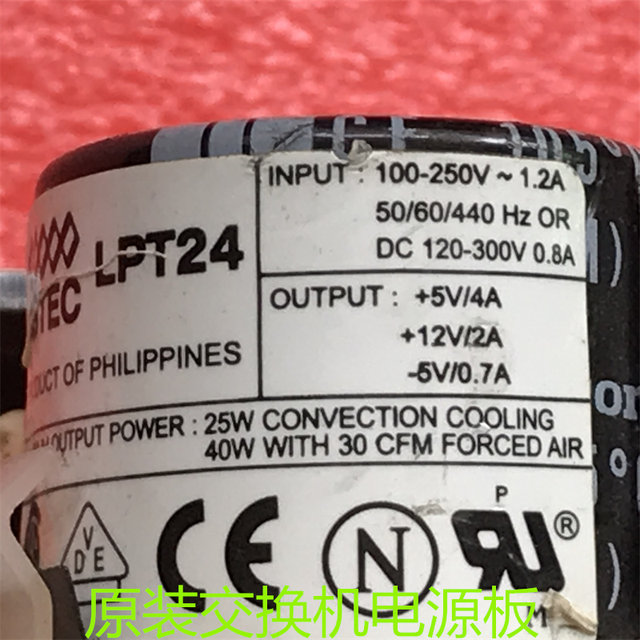 LPT24
INPUT : 100-250V ~ 1.2A
50/60/440 Hz OR
DC 120-300V 0.8A
OUTPUT : +5V/4A
+12V/2A
-5V/0.7A
OF PHILIPPINES
OUTPUT POWER : 25W CONVECTION COOLING
40W WITH 30 CFM FORCED AIR
VDE
CE
N
P
RU ®
原装交换机电源板